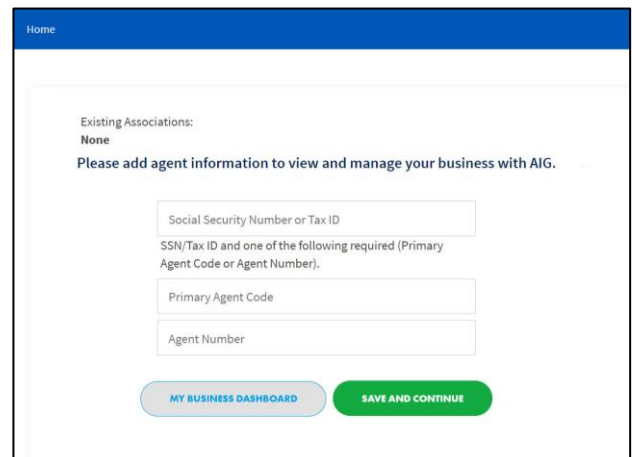 Home
Existing Associations:
None
Please add agent information to view and manage your business with AIG.
Social Security Number or Tax ID
SSN/Tax ID and one of the following required (Primary
Agent Code or Agent Number).
Primary Agent Code
Agent Number
MY BUSINESS DASHBOARD
SAVE AND CONTINUE